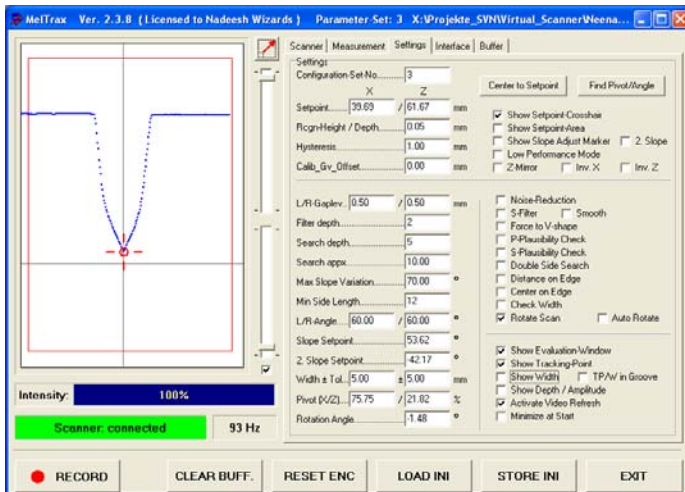 MelTrax Ver. 2.3.8 ( Licensed to Nadeesh Wizards ) Parameter-Set: 3 X:\Projekte_SVN\Virtual_Scanner\Neena...
Scanner Measurement Settings Interface Buffer
Settings
Configuration-Set-No. 3
X Z
Setpoint 39.69 / 61.67 mm
Rcgn-Height / Depth 0.05 mm
Hysteresis 1.00 mm
Calib_Gv_Offset 0.00 mm
Center to Setpoint Find Pivot/Angle
Show Setpoint-Crosshair
Show Setpoint-Area
Show Slope Adjust Marker 2. Slope
Low Performance Mode
Z-Mirror Inv. X Inv. Z
L/R-Gaplev. 0.50 / 0.50 mm
Filter depth 2
Search depth 5
Search appx. 10.00
Max Slope Variation 70.00 °
Min Side Length 12
L/R-Angle 60.00 / 60.00 °
Slope Setpoint 53.62 °
2. Slope Setpoint -42.17 °
Width ± Tol. 5.00 ± 5.00 mm
Pivot (X/Z) 75.75 / 21.82 %
Rotation Angle -1.48 °
Noise-Reduction
S-Filter Smooth
Force to V-shape
P-Plausibility Check
S-Plausibility Check
Double Side Search
Distance on Edge
Center on Edge
Check Width
Rotate Scan Auto Rotate
Show Evaluation-Window
Show Tracking-Point
Show Width TP/W in Groove
Show Depth / Amplitude
Activate Video Refresh
Minimize at Start
Intensity: 100%
Scanner: connected 93 Hz
RECORD CLEAR BUFF. RESET ENC LOAD INI STORE INI EXIT